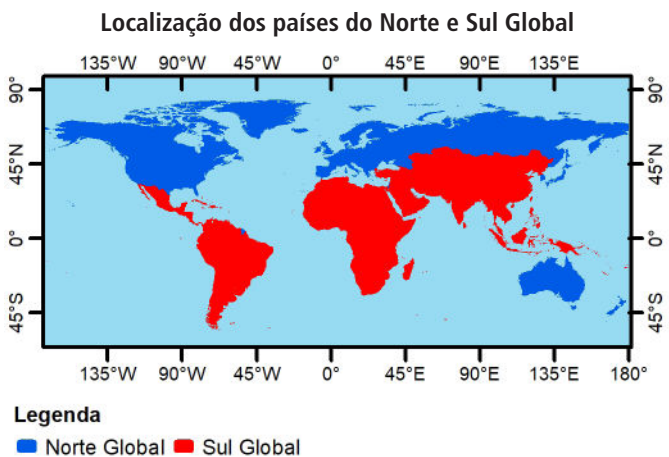 Localização dos países do Norte e Sul Global
135°W 90°W 45°W 0° 45°E 90°E 135°E
90° 90°
45°N 45°N
0° 0°
45°S 45°S
135°W 90°W 45°W 0° 45°E 90°E 135°E 180°
Legenda
Norte Global Sul Global